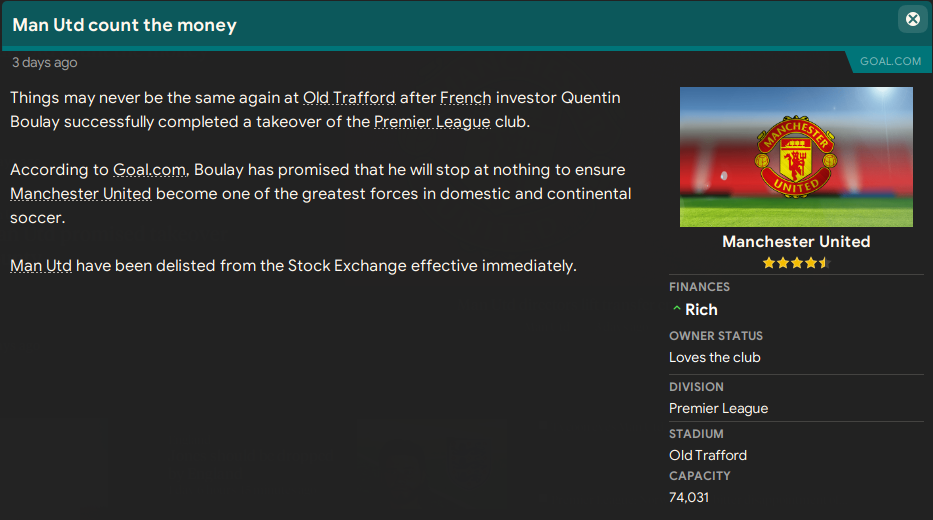 Man Utd count the money
3 days ago
GOAL.COM
Things may never be the same again at Old Trafford after French investor Quentin
Boulay successfully completed a takeover of the Premier League club.
According to Goal.com, Boulay has promised that he will stop at nothing to ensure
Manchester United become one of the greatest forces in domestic and continental
soccer.
Man Utd have been delisted from the Stock Exchange effective immediately.
MANCHESTER
UNITED
Manchester United
FINANCES
Rich
OWNER STATUS
Loves the club
DIVISION
Premier League
STADIUM
Old Trafford
CAPACITY
74,031